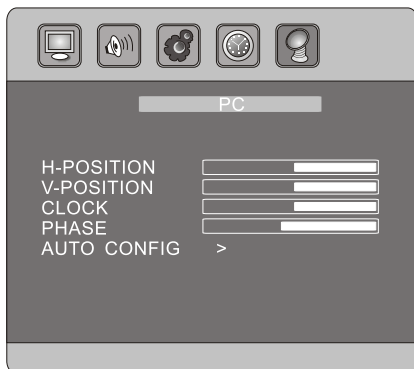 PC
H-POSITION
V-POSITION
CLOCK
PHASE
AUTO CONFIG >